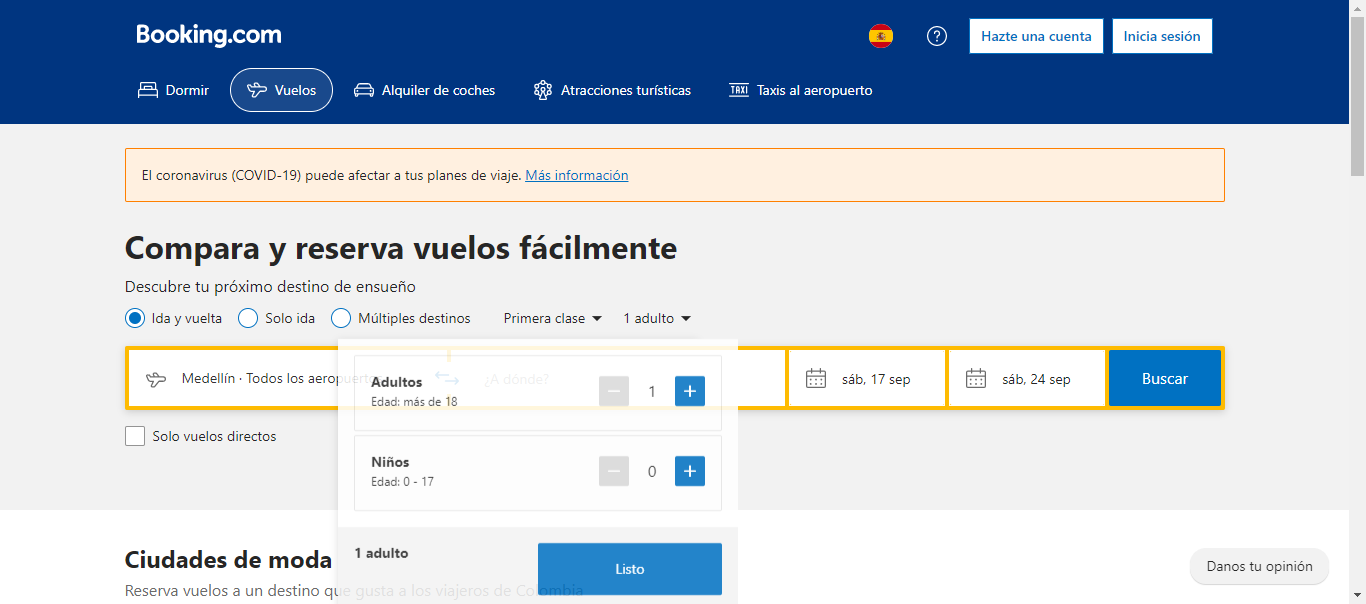 Booking.com
Hazte una cuenta
Inicia sesión
Dormir
Vuelos
Alquiler de coches
Atracciones turísticas
TAXI Taxis al aeropuerto
El coronavirus (COVID-19) puede afectar a tus planes de viaje. Más información
Compara y reserva vuelos fácilmente
Descubre tu próximo destino de ensueño
Ida y vuelta
Solo ida
Múltiples destinos
Primera clase
1 adulto
Medellín · Todos los aeropuertos
¿A dónde?
sáb, 17 sep
sáb, 24 sep
Buscar
Adultos
Edad: más de 18
1
Solo vuelos directos
Niños
Edad: 0 - 17
0
1 adulto
Listo
Ciudades de moda
Reserva vuelos a un destino que gusta a los viajeros de Colombia
Danos tu opinión